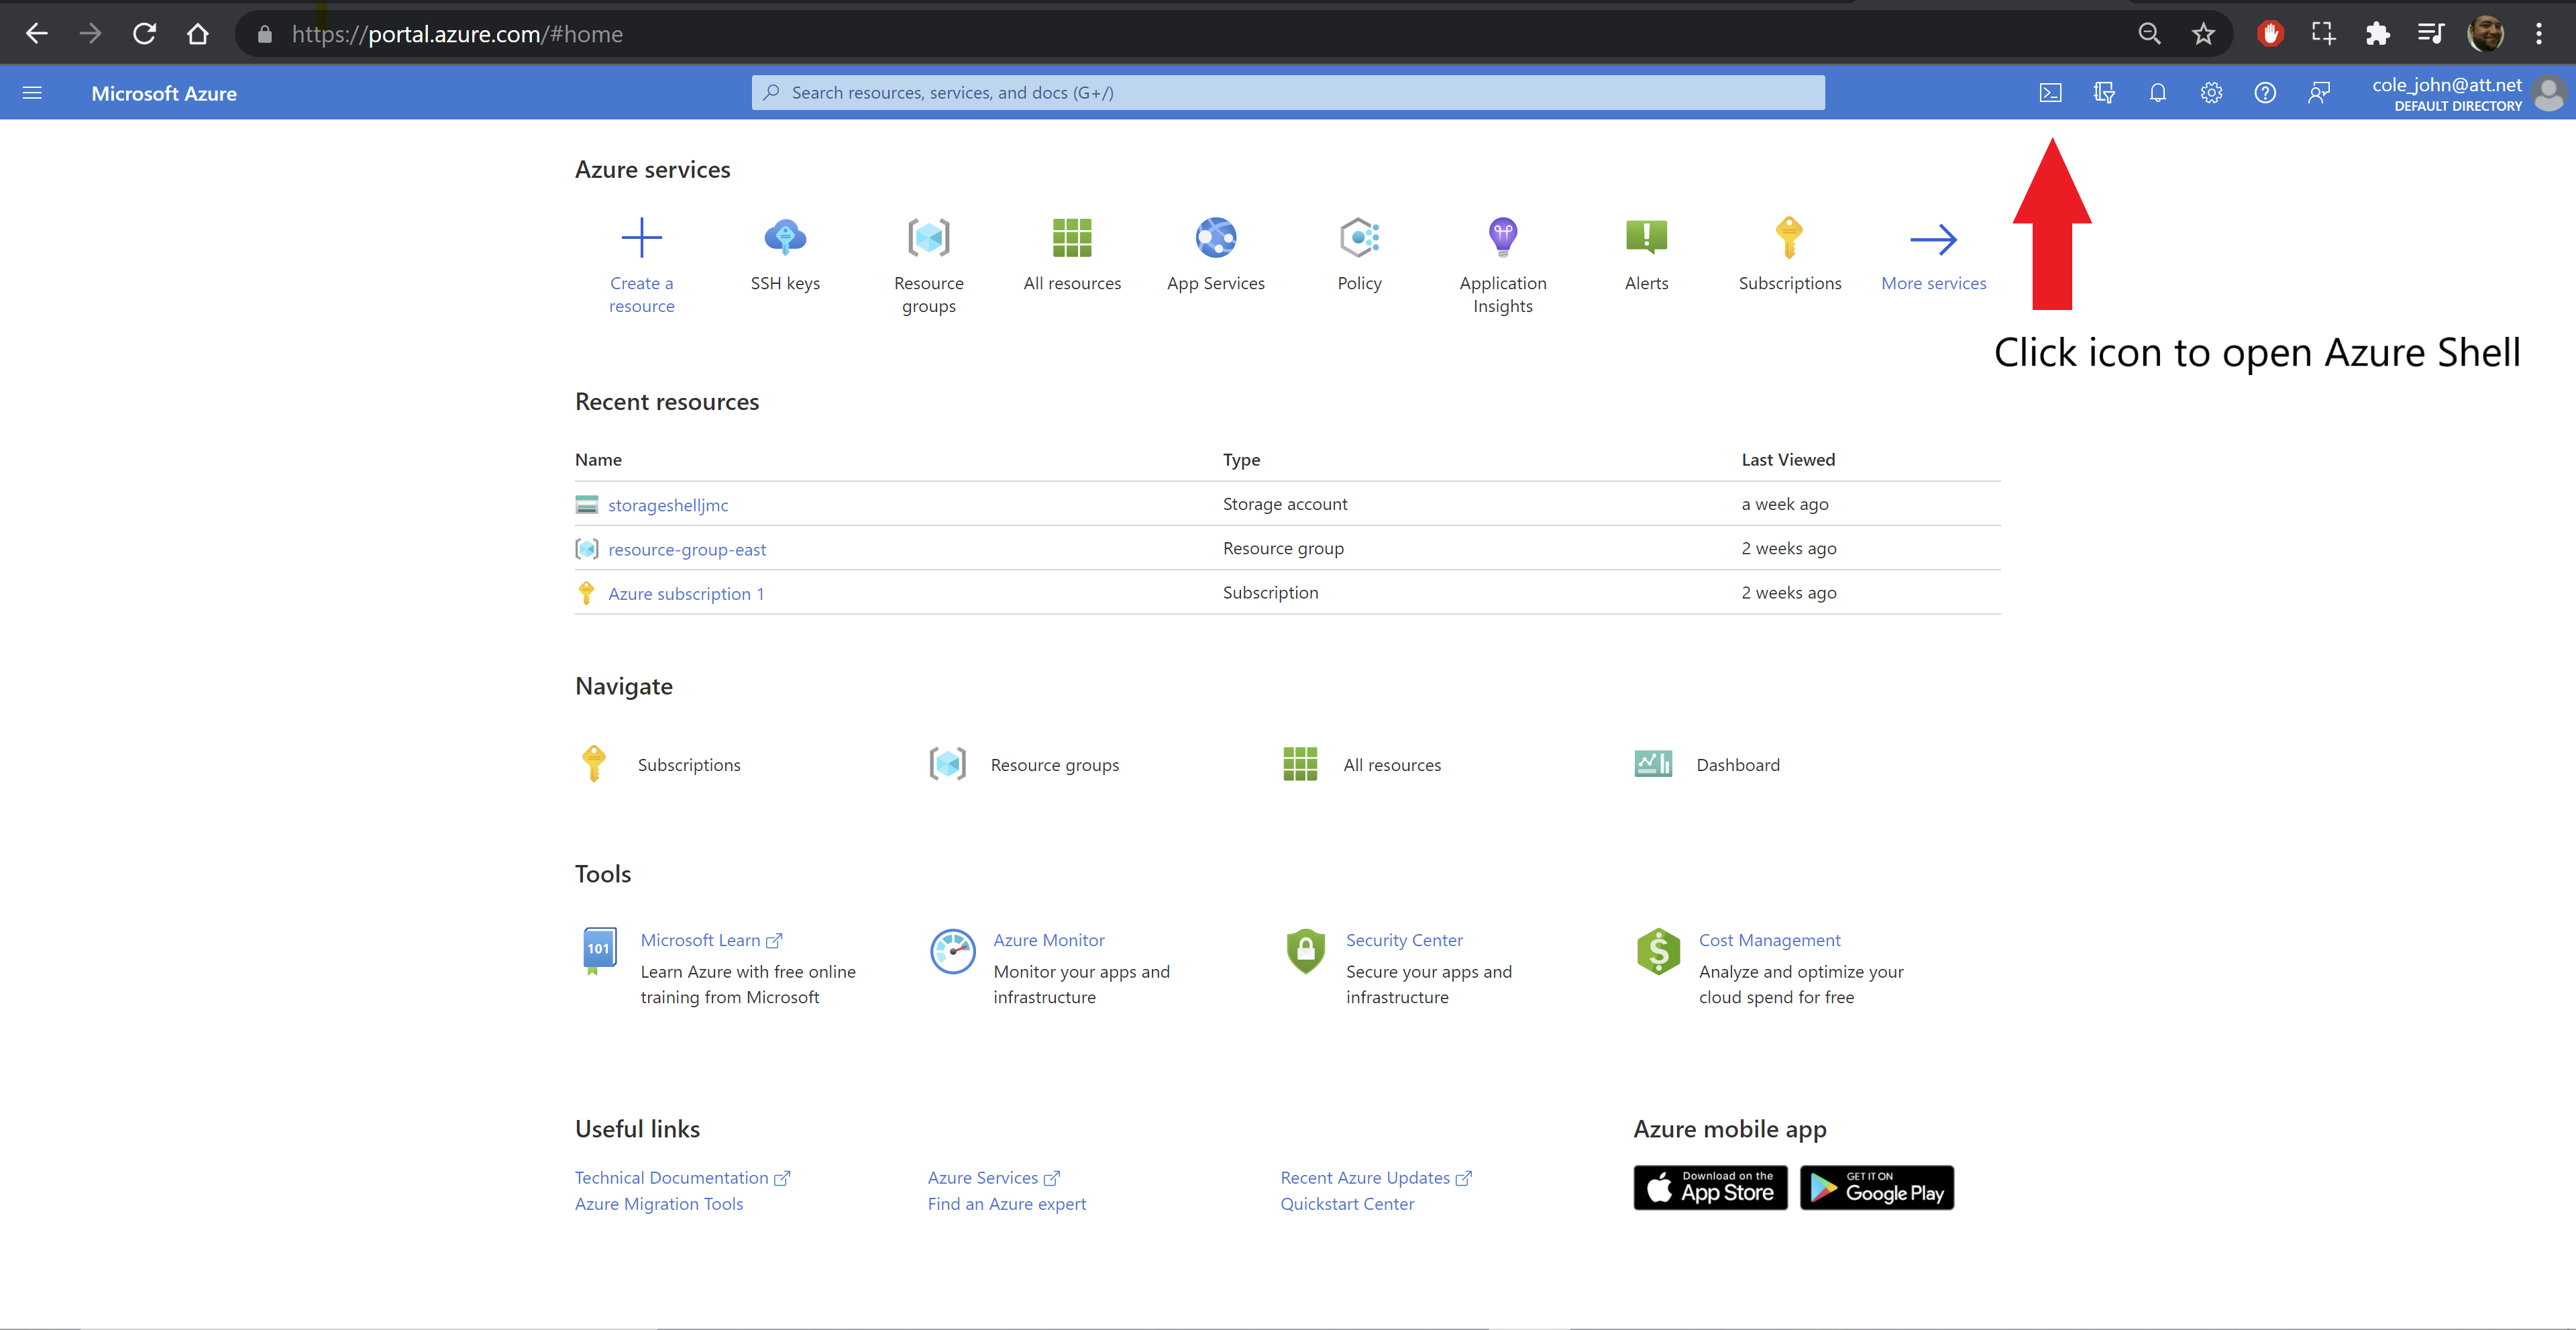 https://portal.azure.com/#home
Microsoft Azure
Search resources, services, and docs (G+/)
cole_john@att.net
DEFAULT DIRECTORY
Azure services
Create a resource
SSH keys
Resource groups
All resources
App Services
Policy
Application Insights
Alerts
Subscriptions
More services
Click icon to open Azure Shell
Recent resources
Name Type Last Viewed
storageshelljmc Storage account a week ago
resource-group-east Resource group 2 weeks ago
Azure subscription 1 Subscription 2 weeks ago
Navigate
Subscriptions Resource groups All resources Dashboard
Tools
101
Microsoft Learn
Learn Azure with free online
training from Microsoft
Azure Monitor
Monitor your apps and
infrastructure
Security Center
Secure your apps and
infrastructure
Cost Management
Analyze and optimize your
cloud spend for free
Useful links
Technical Documentation
Azure Migration Tools
Azure Services
Find an Azure expert
Recent Azure Updates
Quickstart Center
Azure mobile app
Download on the
App Store
GET IT ON
Google Play